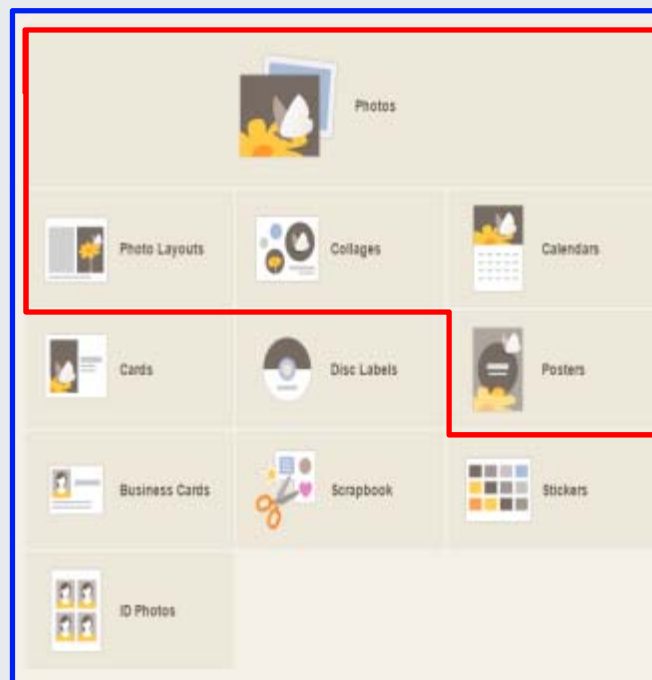 Photos
Photo Layouts
Collages
Calendars
Cards
Disc Labels
Posters
Business Cards
Scrapbook
Stickers
ID Photos